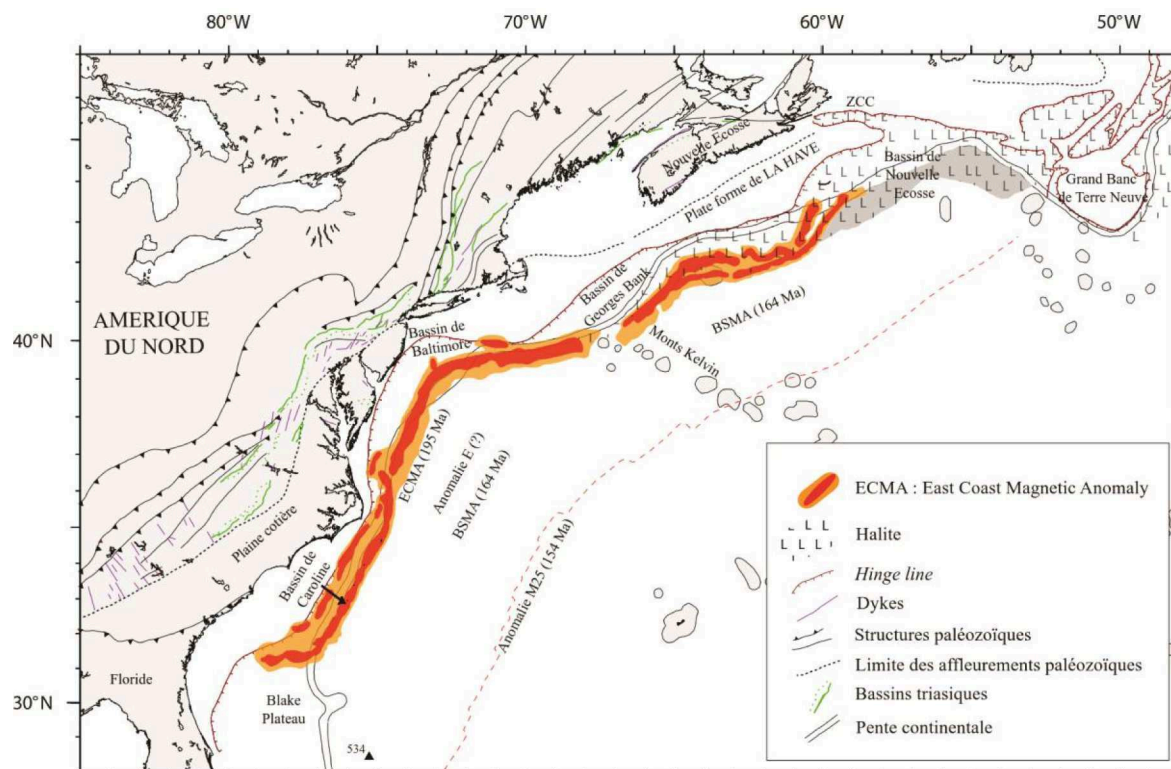 80°W
70°W
60°W
50°W
ZCC
Nouvelle Ecosse
Plate forme de LA HAVE
Bassin de
Nouvelle
Ecosse
Grand Banc
de Terre Neuve
Bassin de
Georges Bank
BSMA (164 Ma)
AMERIQUE
DU NORD
40°N
Bassin de
Baltimore
Monts Kelvin
ECMA (195 Ma)
Anomalie E (?)
BSMA (164 Ma)
Plaine cotière
Bassin de
Caroline
Anomalie M25 (154 Ma)
Floride
30°N
Blake
Plateau
534
ECMA : East Coast Magnetic Anomaly
Halite
Hinge line
Dykes
Structures paléozoïques
Limite des affleurements paléozoïques
Bassins triasiques
Pente continentale